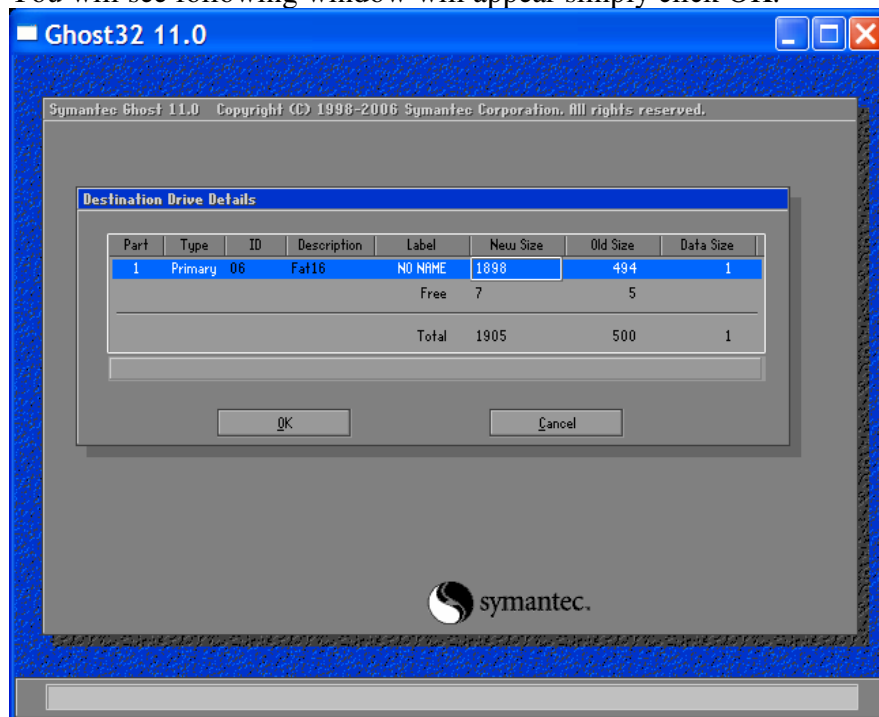 You will see following window will appear simply click OK.
Ghost32 11.0
Symantec Ghost 11.0 Copyright (C) 1998-2006 Symantec Corporation. All rights reserved.
Destination Drive Details
Part Type ID Description Label New Size Old Size Data Size
1 Primary 06 Fat16 NO NAME 1898 494 1
Free 7 5
Total 1905 500 1
OK Cancel
symantec.